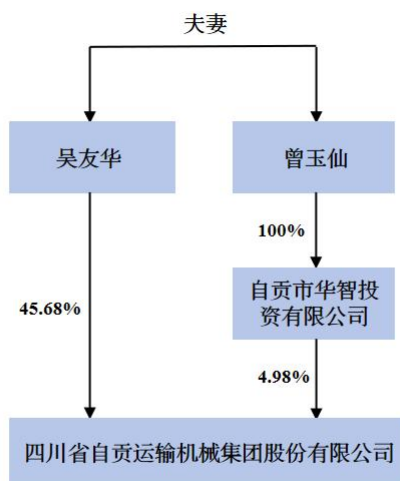 夫妻
吴友华
曾玉仙
100%
自贡市华智投
资有限公司
45.68%
4.98%
四川省自贡运输机械集团股份有限公司